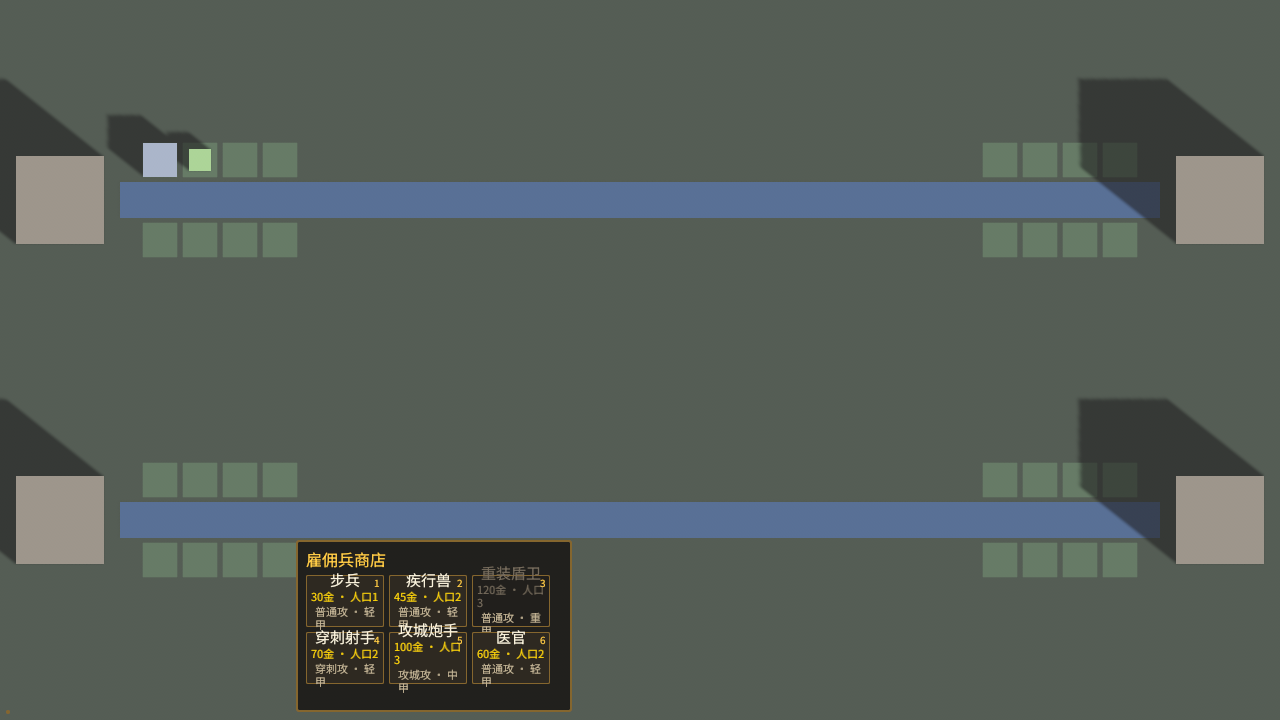 雇佣兵商店
步兵 1
30金 · 人口1
普通攻 · 轻
甲
疾行兽 2
45金 · 人口2
普通攻 · 轻
甲
重装盾卫 3
120金 · 人口
3
普通攻 · 重
甲
穿刺射手 4
70金 · 人口2
穿刺攻 · 轻
甲
攻城炮手 5
100金 · 人口
3
攻城攻 · 中
甲
医官 6
60金 · 人口2
普通攻 · 轻
甲